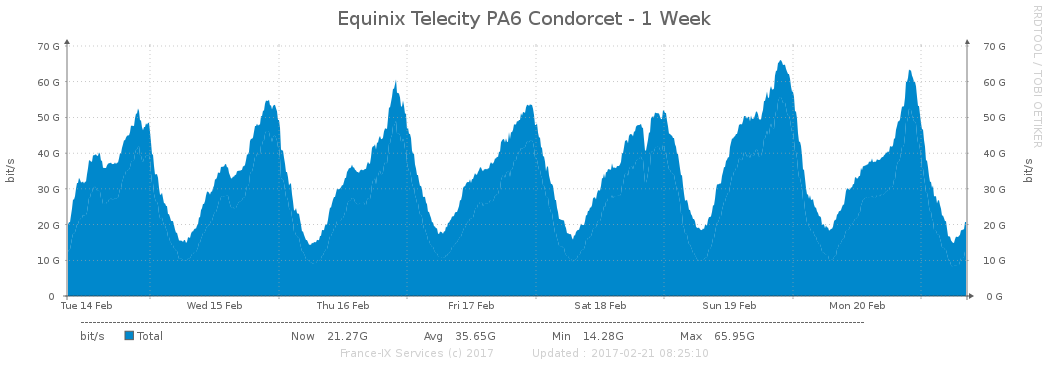 Equinix Telecity PA6 Condorcet - 1 Week
RRDTOOL / TOBI OETIKER
70 G 70 G
60 G 60 G
50 G 50 G
40 G 40 G
30 G 30 G
20 G 20 G
10 G 10 G
0 0 G
bit/s
bit/s
Tue 14 Feb Wed 15 Feb Thu 16 Feb Fri 17 Feb Sat 18 Feb Sun 19 Feb Mon 20 Feb
bit/s Total Now 21.27G Avg 35.65G Min 14.28G Max 65.95G
France-IX Services (c) 2017 Updated : 2017-02-21 08:25:10